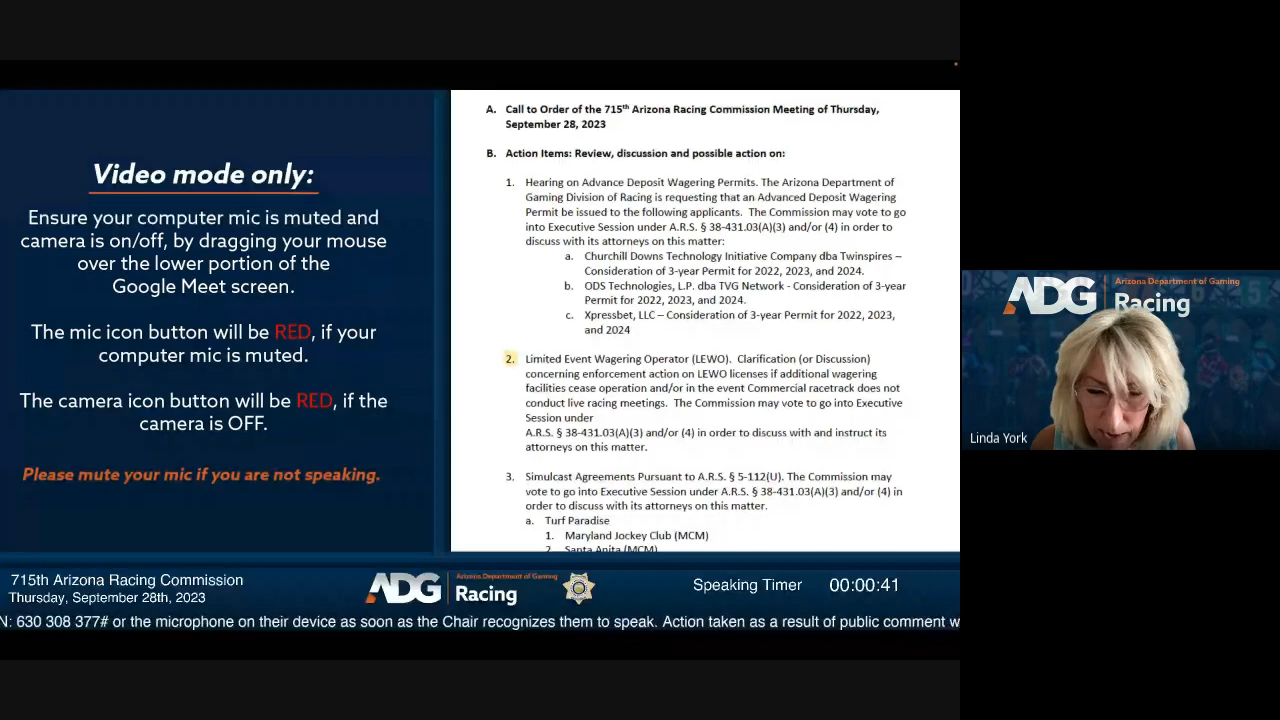 Video mode only:
Ensure your computer mic is muted and
camera is on/off, by dragging your mouse
over the lower portion of the
Google Meet screen.
The mic icon button will be RED, if your
computer mic is muted.
The camera icon button will be RED, if the
camera is OFF.
Please mute your mic if you are not speaking.
A. Call to Order of the 715th Arizona Racing Commission Meeting of Thursday,
September 28, 2023
B. Action Items: Review, discussion and possible action on:
1. Hearing on Advance Deposit Wagering Permits. The Arizona Department of
Gaming Division of Racing is requesting that an Advanced Deposit Wagering
Permit be issued to the following applicants. The Commission may vote to go
into Executive Session under A.R.S. § 38-431.03(A)(3) and/or (4) in order to
discuss with its attorneys on this matter:
a. Churchill Downs Technology Initiative Company dba Twinspires –
Consideration of 3-year Permit for 2022, 2023, and 2024.
b. ODS Technologies, L.P. dba TVG Network - Consideration of 3-year
Permit for 2022, 2023, and 2024.
c. Xpressbet, LLC – Consideration of 3-year Permit for 2022, 2023,
and 2024
2. Limited Event Wagering Operator (LEWO). Clarification (or Discussion)
concerning enforcement action on LEWO licenses if additional wagering
facilities cease operation and/or in the event Commercial racetrack does not
conduct live racing meetings. The Commission may vote to go into Executive
Session under
A.R.S. § 38-431.03(A)(3) and/or (4) in order to discuss with and instruct its
attorneys on this matter.
3. Simulcast Agreements Pursuant to A.R.S. § 5-112(U). The Commission may
vote to go into Executive Session under A.R.S. § 38-431.03(A)(3) and/or (4) in
order to discuss with its attorneys on this matter.
a. Turf Paradise
1. Maryland Jockey Club (MCM)
2. Santa Anita (MCM)
ADG
Arizona Department of Gaming
Racing
Linda York
715th Arizona Racing Commission
Thursday, September 28th, 2023
ADG
Arizona Department of Gaming
Racing
Speaking Timer 00:00:41
N: 630 308 377# or the microphone on their device as soon as the Chair recognizes them to speak. Action taken as a result of public comment w